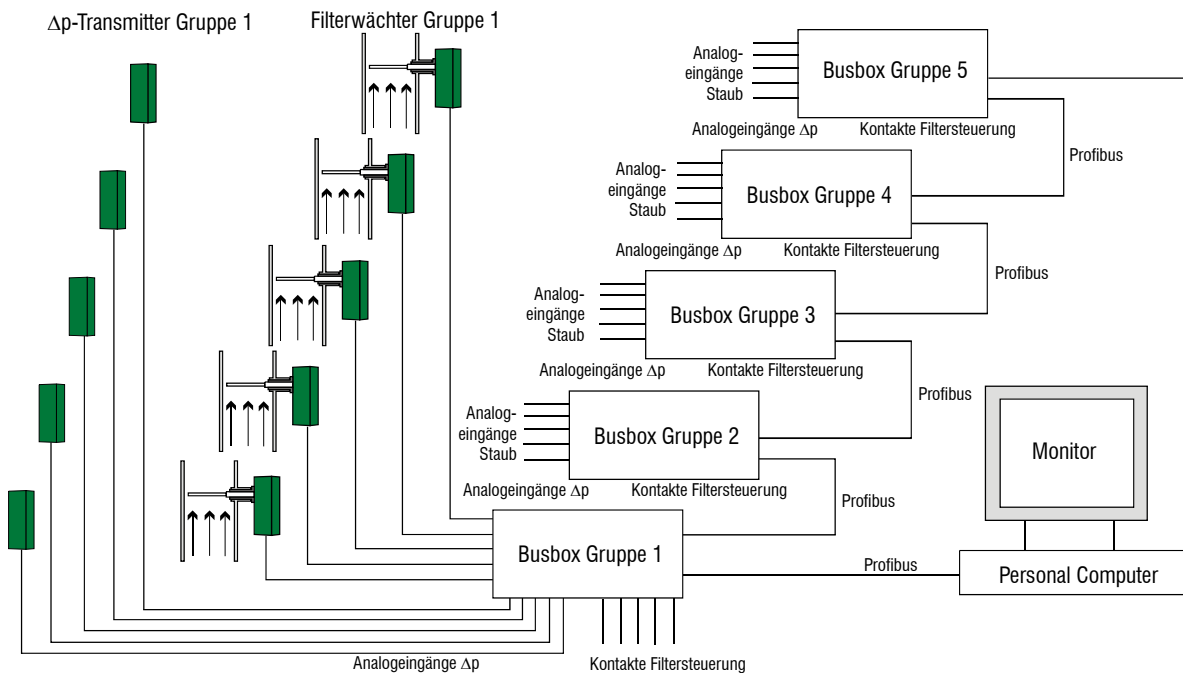 Δp-Transmitter Gruppe 1
Filterwächter Gruppe 1
Analog-
eingänge
Staub
Busbox Gruppe 5
Analogeingänge Δp
Kontakte Filtersteuerung
Profibus
Analog-
eingänge
Staub
Busbox Gruppe 4
Analogeingänge Δp
Kontakte Filtersteuerung
Profibus
Analog-
eingänge
Staub
Busbox Gruppe 3
Analogeingänge Δp
Kontakte Filtersteuerung
Profibus
Analog-
eingänge
Staub
Busbox Gruppe 2
Analogeingänge Δp
Kontakte Filtersteuerung
Profibus
Monitor
Busbox Gruppe 1
Profibus
Personal Computer
Analogeingänge Δp
Kontakte Filtersteuerung